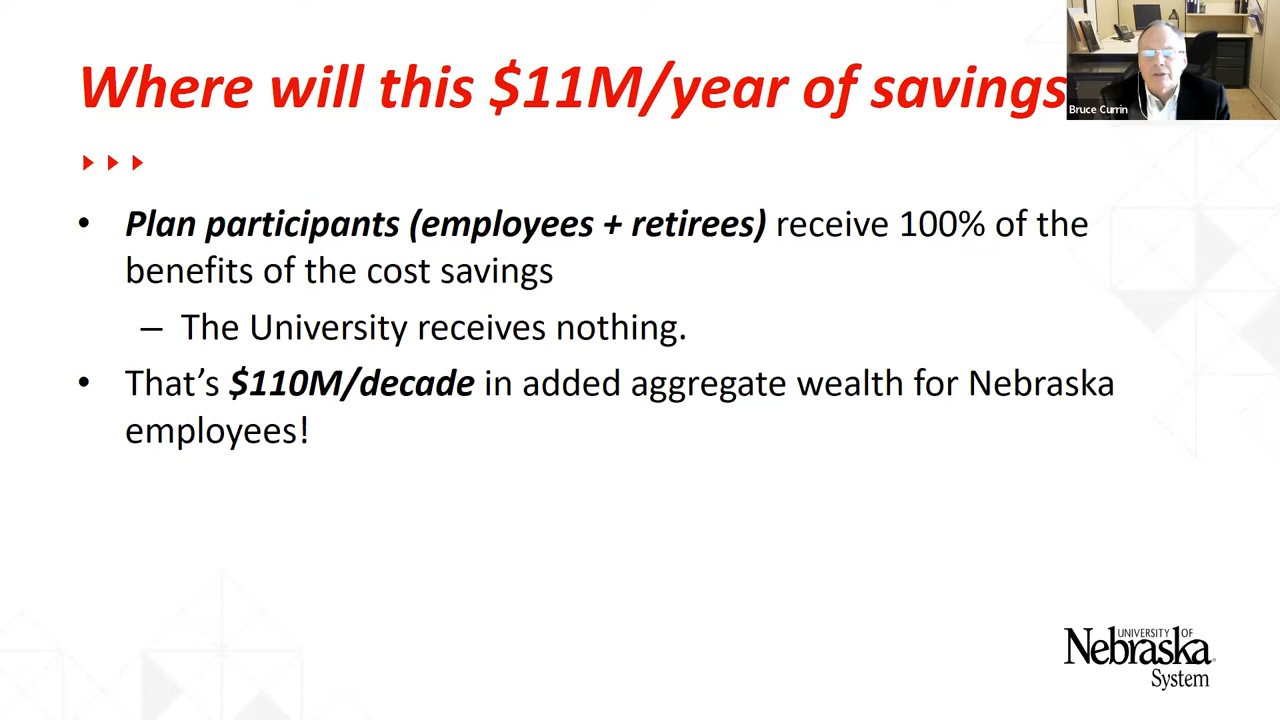 Where will this $11M/year of savings
Bruce Currin
• Plan participants (employees + retirees) receive 100% of the
benefits of the cost savings
– The University receives nothing.
• That’s $110M/decade in added aggregate wealth for Nebraska
employees!
UNIVERSITY OF
Nebraska
System